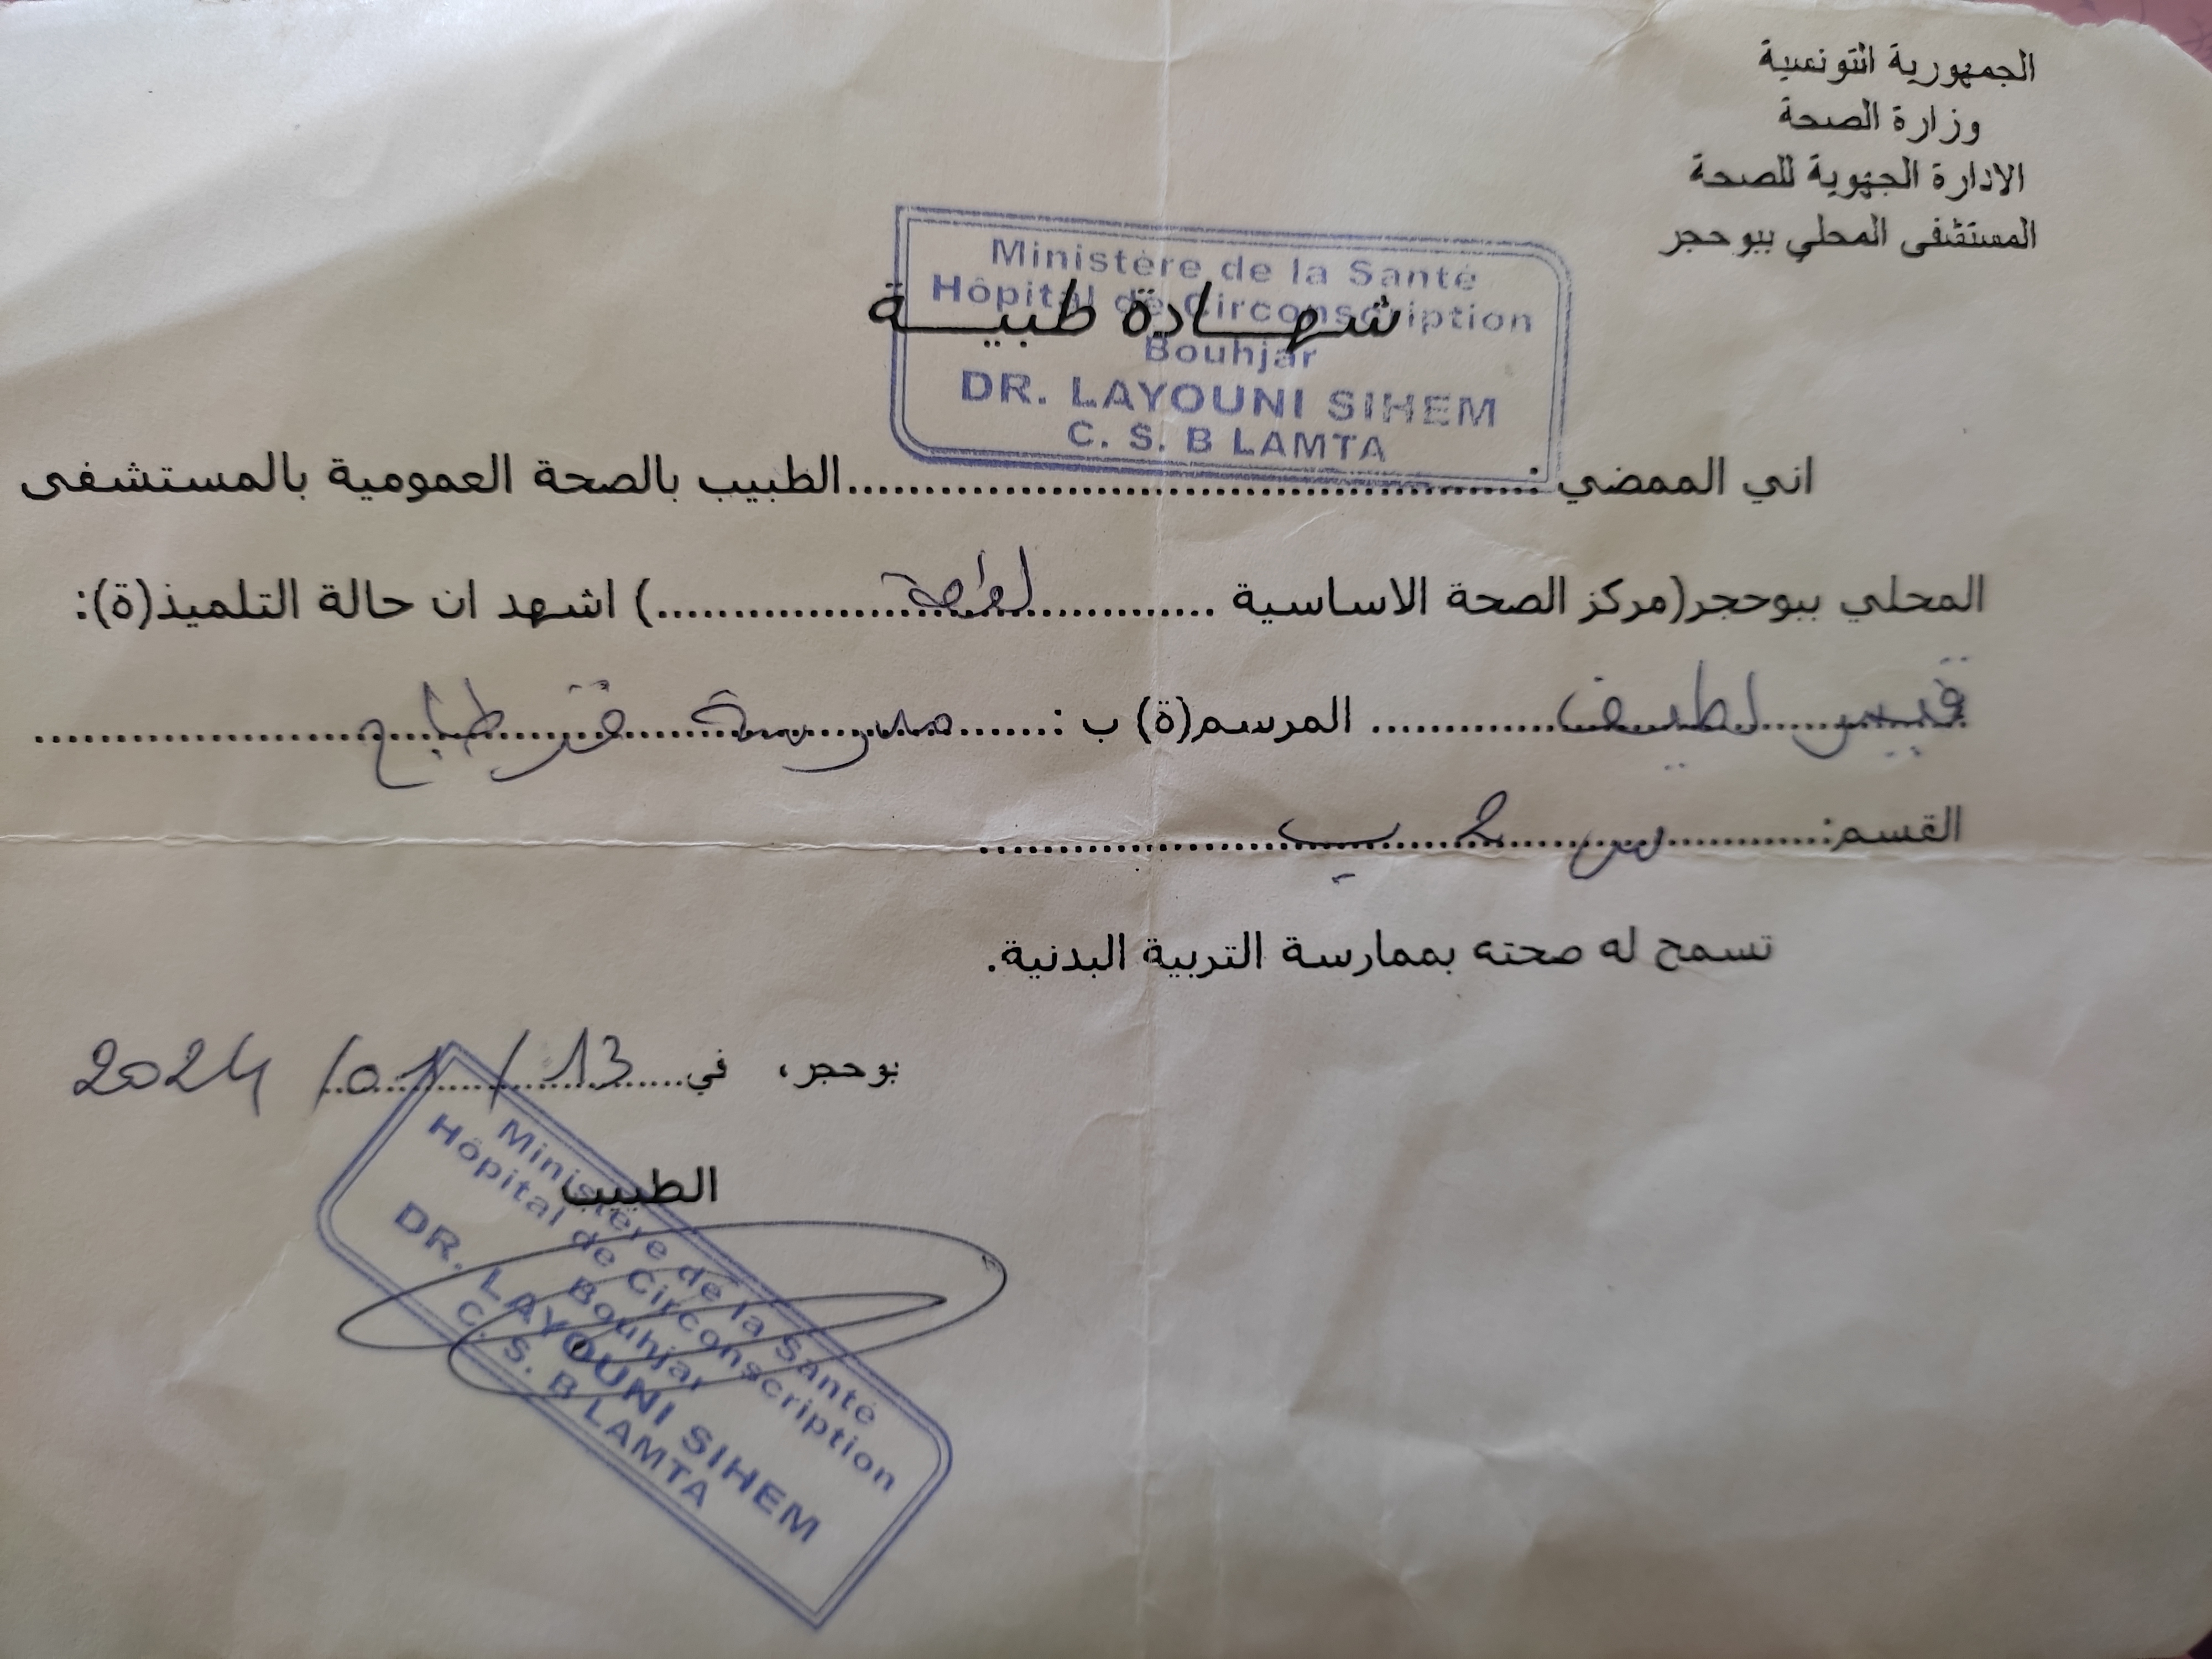 الجمهورية التونسية
وزارة الصحة
الادارة الجهوية للصحة
المستشفى المحلي ببوحجر
Ministère de la Santé
Hôpital de Circonscription
Bouhjar
DR. LAYOUNI SIHEM
C. S. B LAMTA
شهادة طبية
اني الممضي :..........الطبيب بالصحة العمومية بالمستشفى
المحلي ببوحجر(مركز الصحة الاساسية ..... لمطة .....) اشهد ان حالة التلميذ(ة):
قيس لطيف ..... المرسم(ة) ب :..... مدرسة .....
القسم:..... س 2 ب .....
تسمح له صحته بممارسة التربية البدنية.
بوحجر، في 13 / 01 / 2024
الطبيب
Ministère de la Santé
Hôpital de Circonscription
Bouhjar
DR. LAYOUNI SIHEM
C. S. B LAMTA